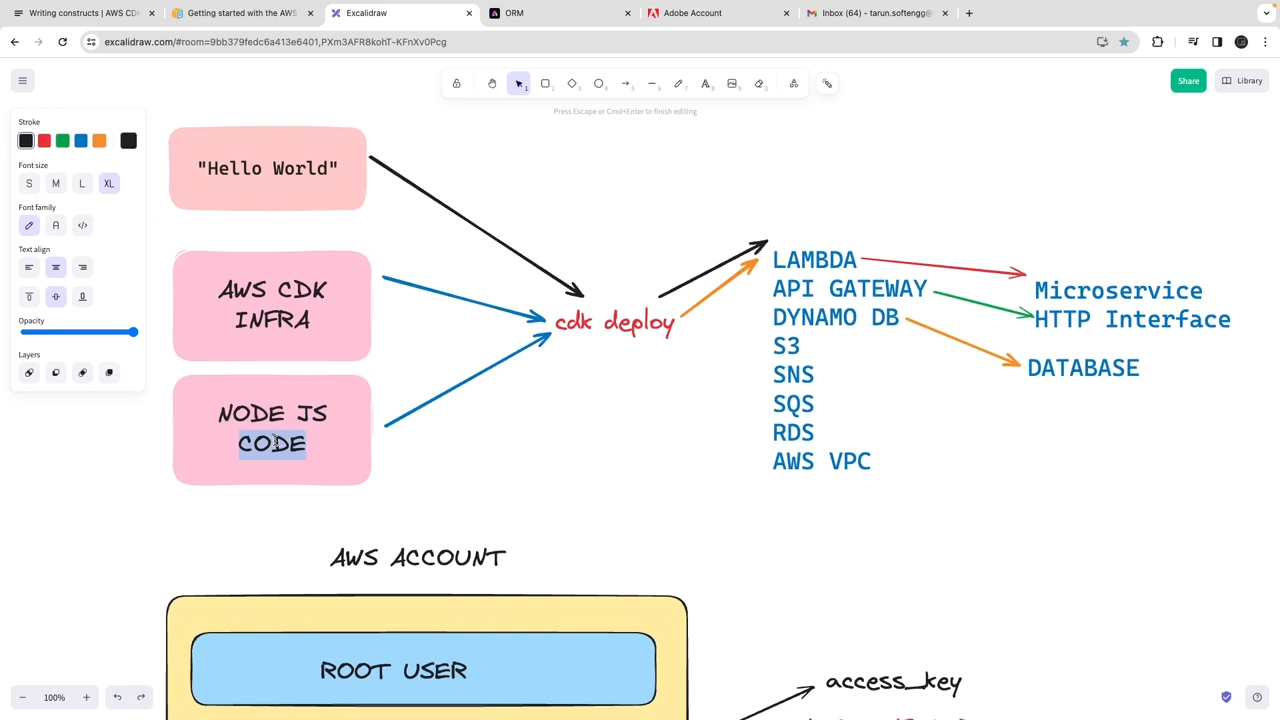 Writing constructs | AWS CDK
Getting started with the AWS
Excalidraw
ORM
Adobe Account
Inbox (64) - tarun.softengg@
excalidraw.com/#room=9bb379fedc6a413e6401,PXm3AFR8kohT-KFnXv0Pcg
Share
Library
Press Escape or Cmd+Enter to finish editing
Stroke
Font size
S M L XL
Font family
A </>
Text align
Opacity
Layers
"Hello World"
AWS CDK
INFRA
NODE JS
CODE
cdk deploy
LAMBDA
API GATEWAY
DYNAMO DB
S3
SNS
SQS
RDS
AWS VPC
Microservice
HTTP Interface
DATABASE
AWS ACCOUNT
ROOT USER
access_key
100%